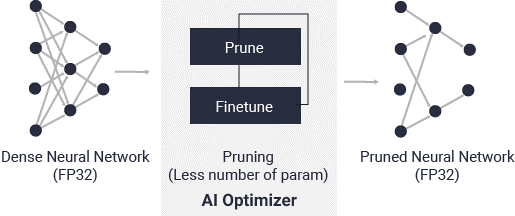 Prune
Finetune
Dense Neural Network
(FP32)
Pruning
(Less number of param)
AI Optimizer
Pruned Neural Network
(FP32)